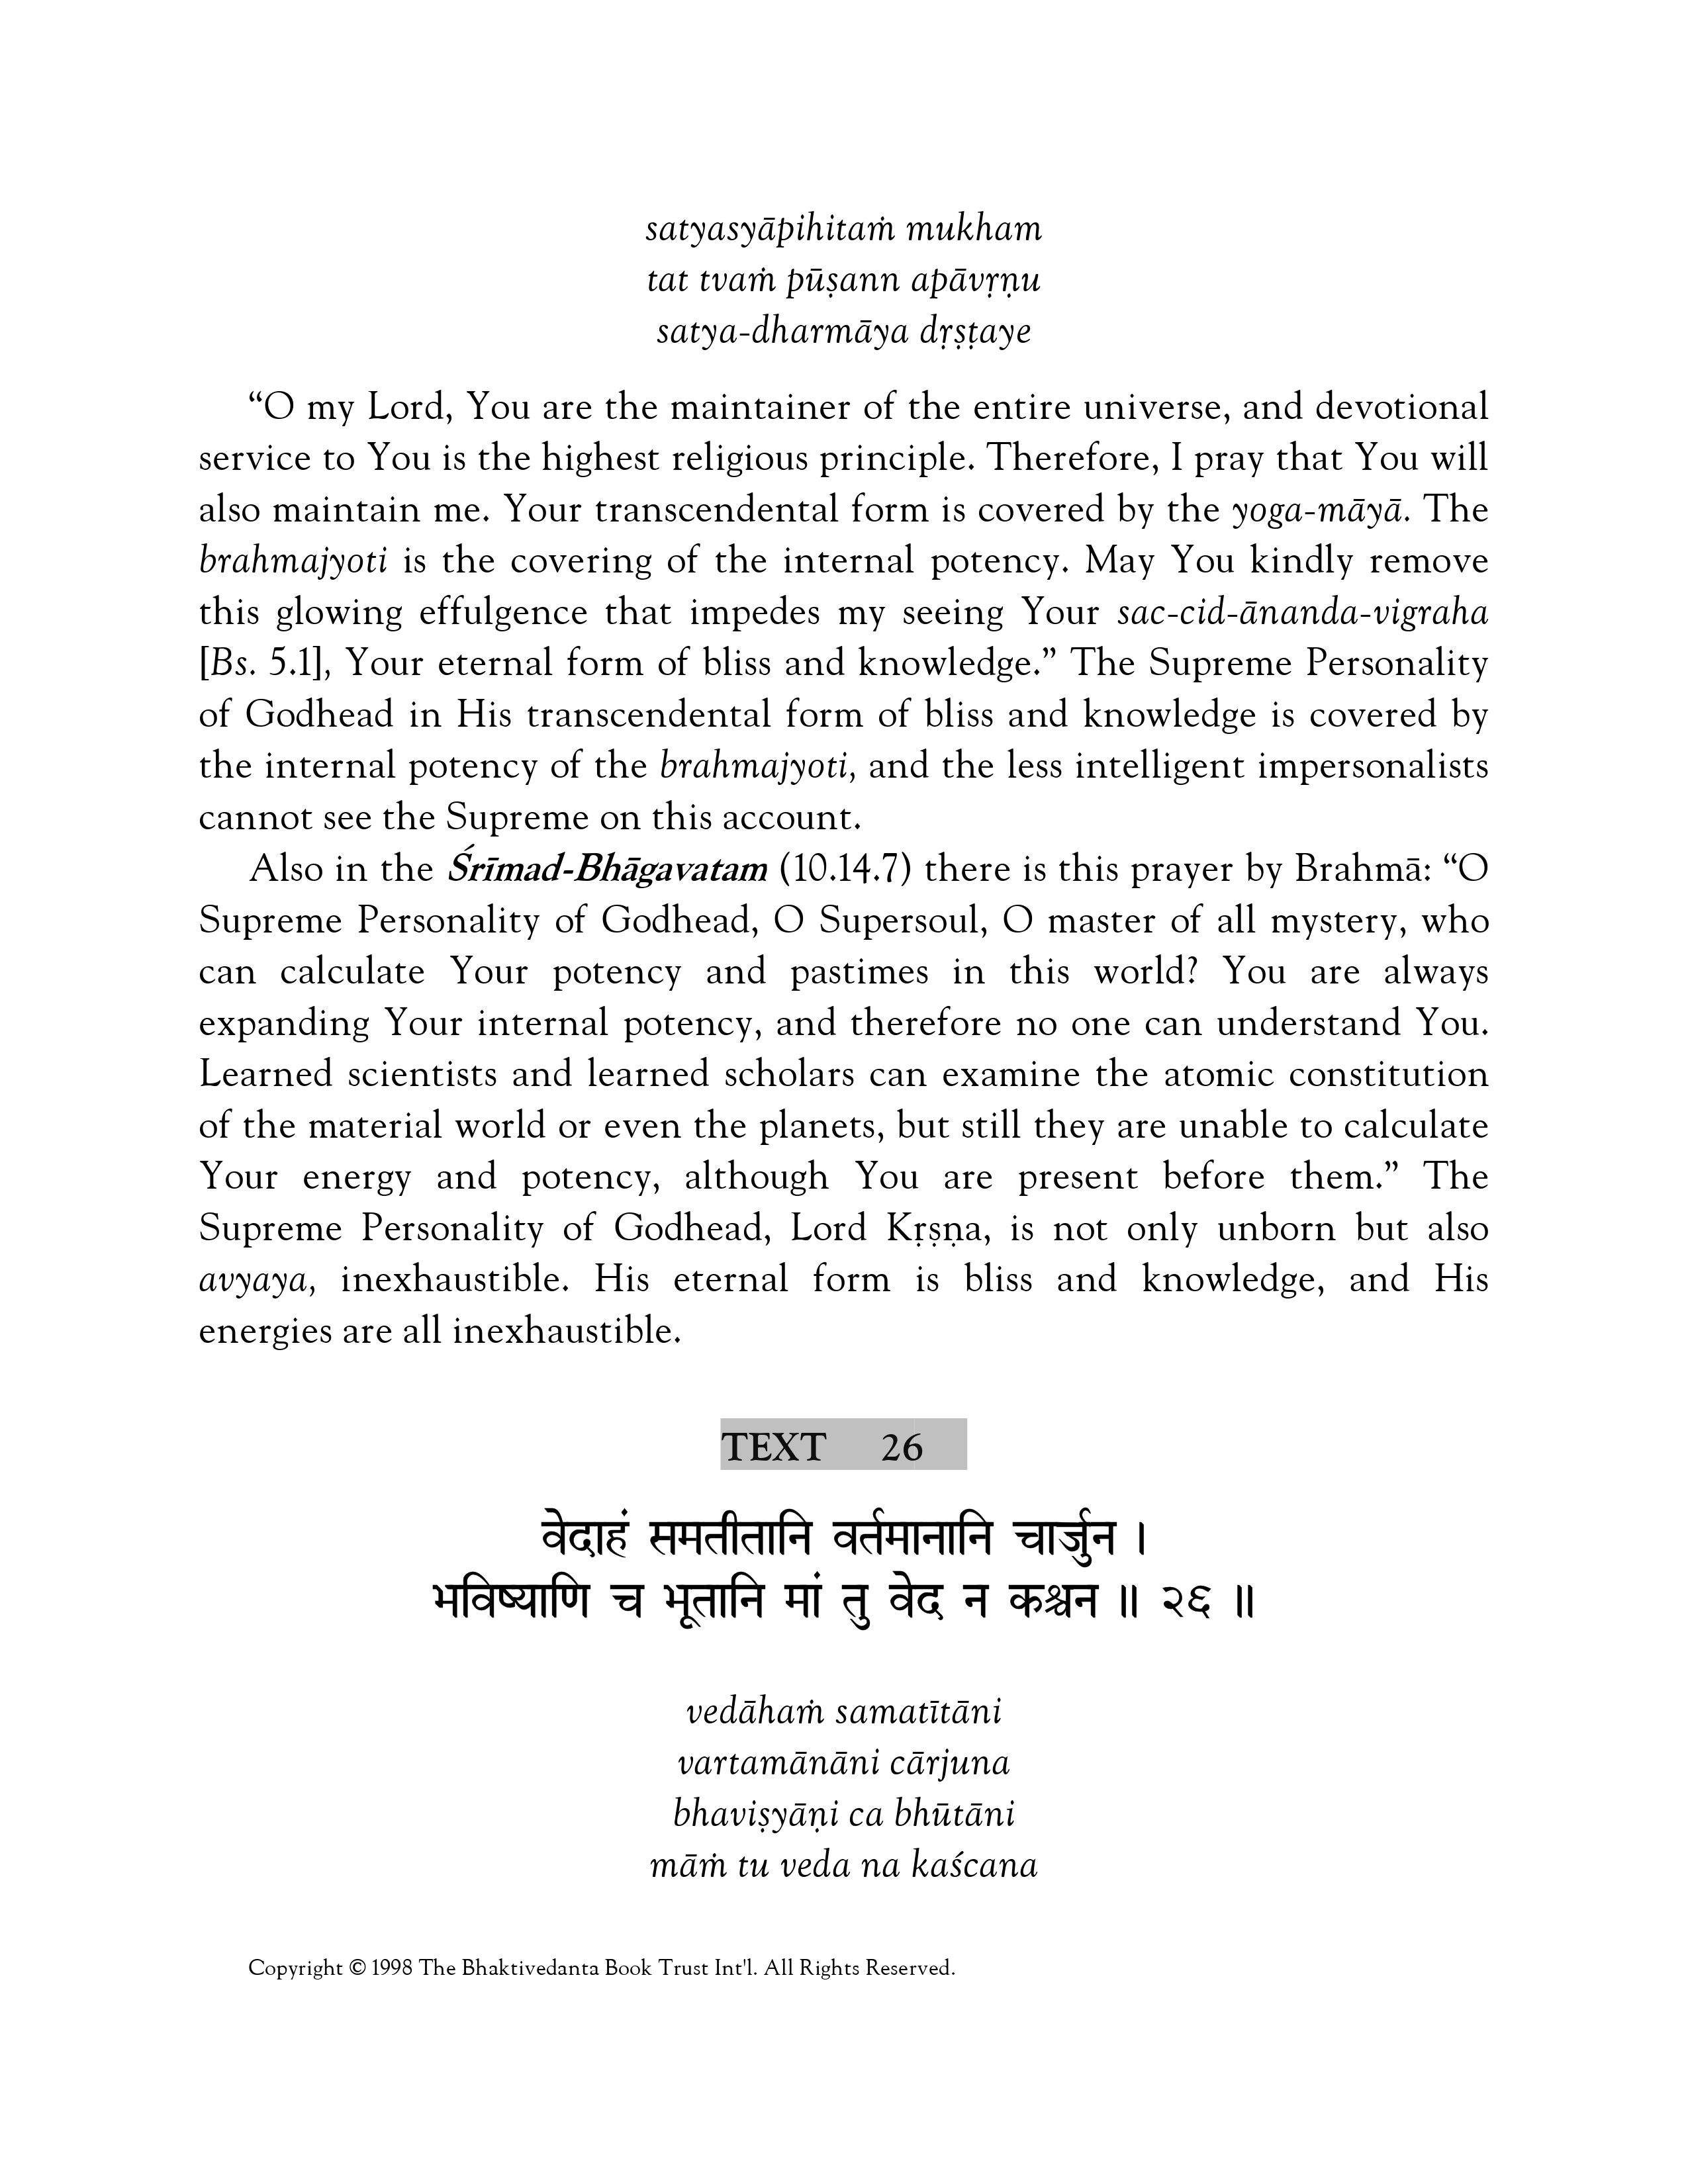 satyasyāpihitaṁ mukham
tat tvaṁ pūṣann apāvṛṇu
satya-dharmāya dṛṣṭaye
“O my Lord, You are the maintainer of the entire universe, and devotional
service to You is the highest religious principle. Therefore, I pray that You will
also maintain me. Your transcendental form is covered by the yoga-māyā. The
brahmajyoti is the covering of the internal potency. May You kindly remove
this glowing effulgence that impedes my seeing Your sac-cid-ānanda-vigraha
[Bs. 5.1], Your eternal form of bliss and knowledge.” The Supreme Personality
of Godhead in His transcendental form of bliss and knowledge is covered by
the internal potency of the brahmajyoti, and the less intelligent impersonalists
cannot see the Supreme on this account.
Also in the Śrīmad-Bhāgavatam (10.14.7) there is this prayer by Brahmā: “O
Supreme Personality of Godhead, O Supersoul, O master of all mystery, who
can calculate Your potency and pastimes in this world? You are always
expanding Your internal potency, and therefore no one can understand You.
Learned scientists and learned scholars can examine the atomic constitution
of the material world or even the planets, but still they are unable to calculate
Your energy and potency, although You are present before them.” The
Supreme Personality of Godhead, Lord Kṛṣṇa, is not only unborn but also
avyaya, inexhaustible. His eternal form is bliss and knowledge, and His
energies are all inexhaustible.
TEXT 26
वेदाहं समतीतानि वर्तमानानि चार्जुन ।
भविष्याणि च भूतानि मां तु वेद न कश्चन ॥ २६ ॥
vedāhaṁ samatītāni
vartamānāni cārjuna
bhaviṣyāṇi ca bhūtāni
māṁ tu veda na kaścana
Copyright © 1998 The Bhaktivedanta Book Trust Int'l. All Rights Reserved.